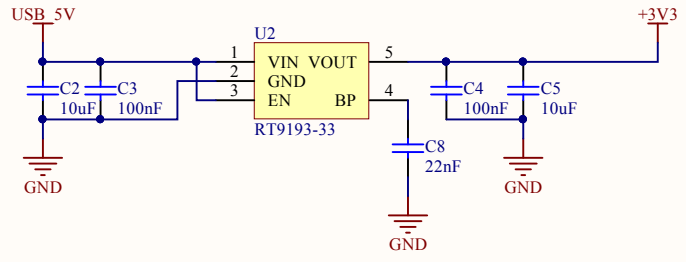 USB_5V
+3V3
U2
1
VIN
VOUT
5
2
GND
3
EN
BP
4
C2
10uF
C3
100nF
C4
100nF
C5
10uF
RT9193-33
C8
22nF
GND
GND
GND